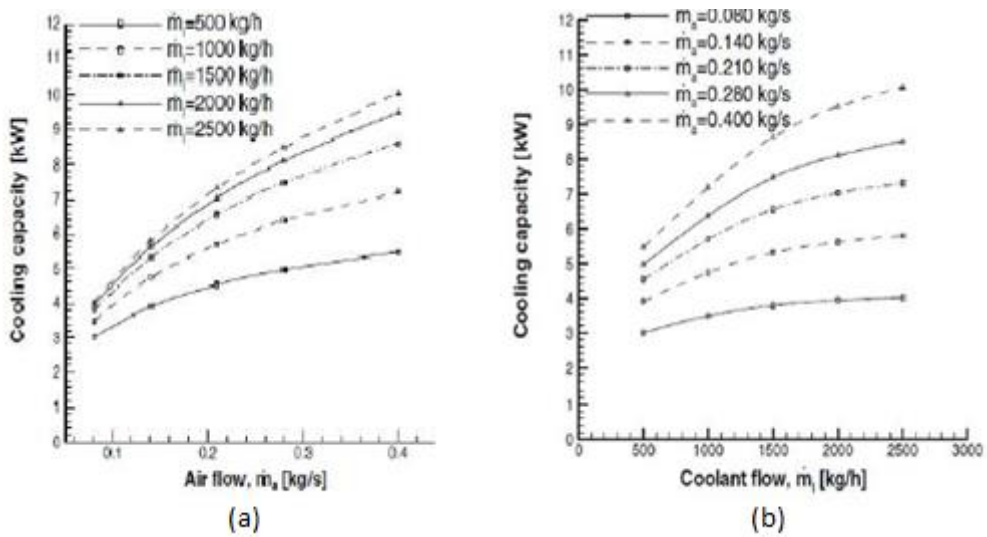 12
11
10
9
8
7
6
5
4
3
2
1
0
Cooling capacity [kW]
ṁl=500 kg/h
ṁl=1000 kg/h
ṁl=1500 kg/h
ṁl=2000 kg/h
ṁl=2500 kg/h
0.1 0.2 0.3 0.4
Air flow, ṁa [kg/s]
(a)
12
11
10
9
8
7
6
5
4
3
2
1
0
Cooling capacity [kW]
ṁa=0.080 kg/s
ṁa=0.140 kg/s
ṁa=0.210 kg/s
ṁa=0.280 kg/s
ṁa=0.400 kg/s
0 500 1000 1500 2000 2500 3000
Coolant flow, ṁl [kg/h]
(b)